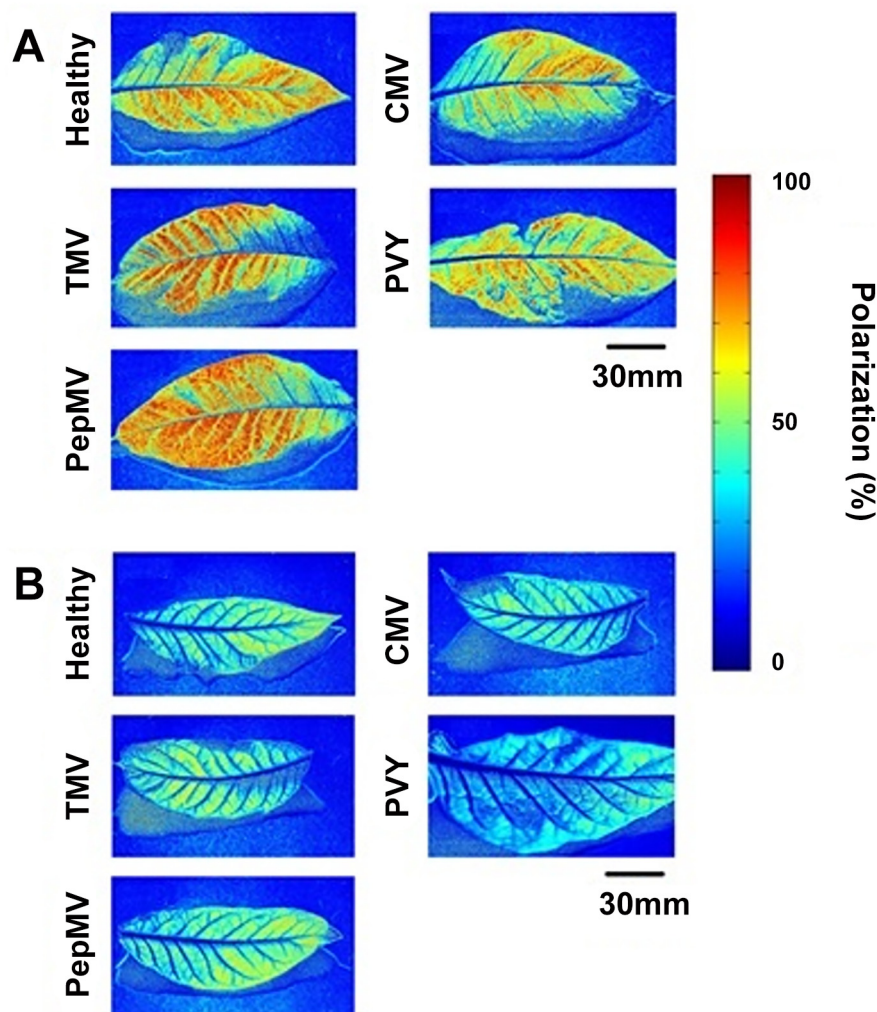 A
Healthy
CMV
TMV
PVY
30mm
PepMV
100
50
0
Polarization (%)
B
Healthy
CMV
TMV
PVY
30mm
PepMV